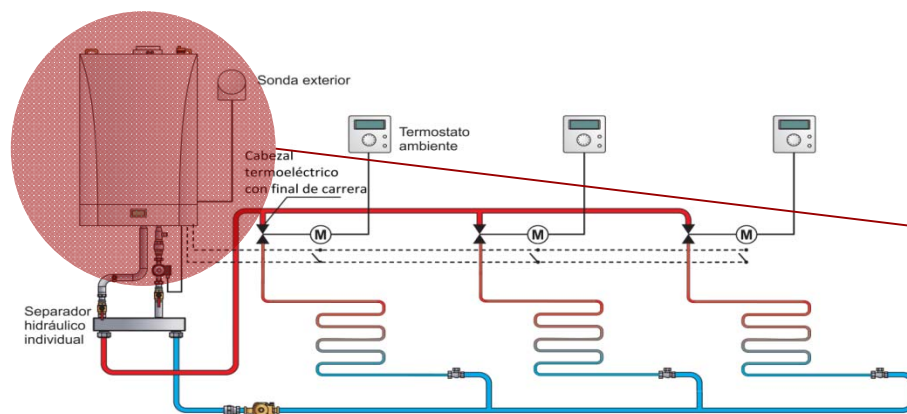 Sonda exterior
Termostato
ambiente
Cabezal
termoeléctrico
con final de carrera
M
M
M
Separador
hidráulico
individual